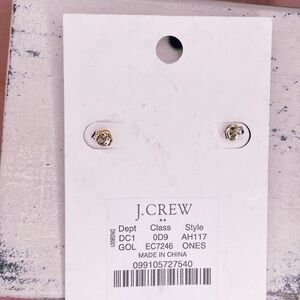 J.CREW
**
Dept Class Style
DC1 0D9 AH117
GOL EC7246 ONES
MADE IN CHINA
099105727540